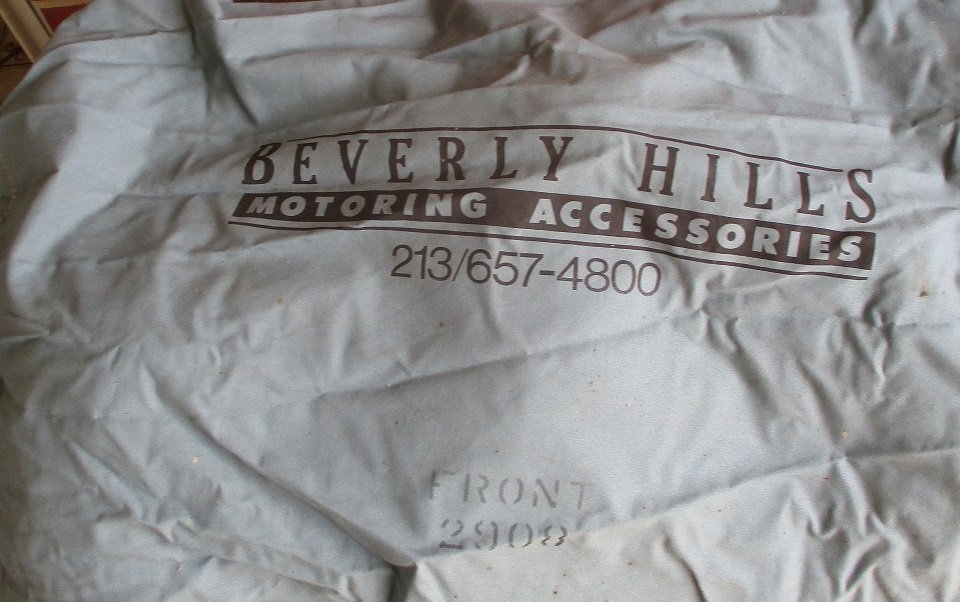 BEVERLY HILLS
MOTORING ACCESSORIES
213/657-4800
FRONT
2908